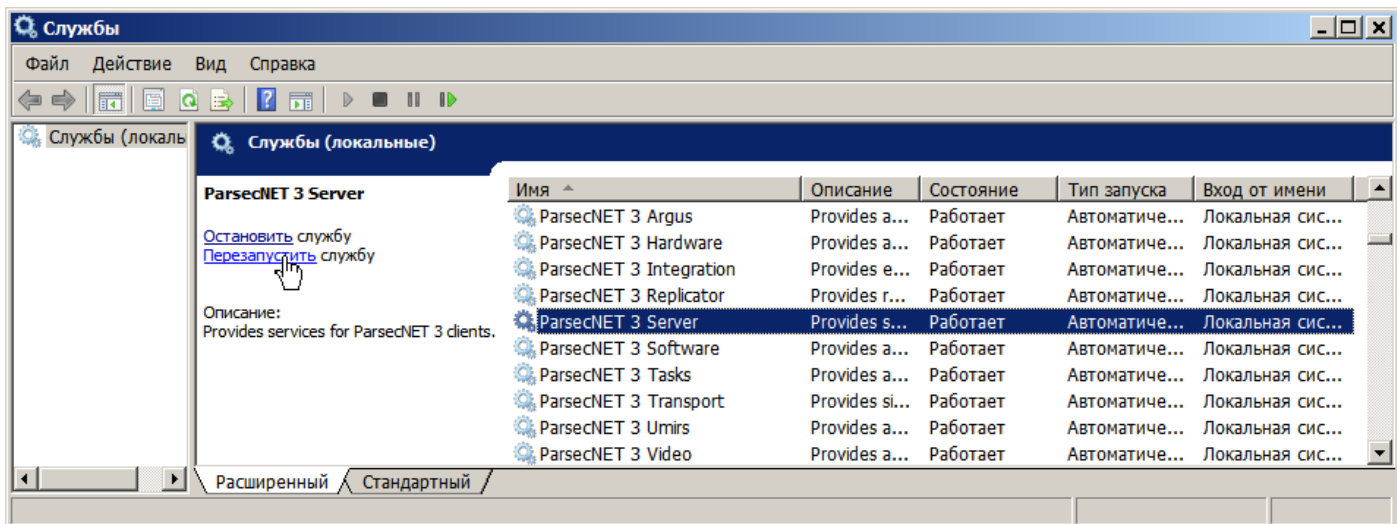 Службы
Файл Действие Вид Справка
Службы (локаль
Службы (локальные)
ParsecNET 3 Server
Остановить службу
Перезапустить службу
Описание:
Provides services for ParsecNET 3 clients.
Имя Описание Состояние Тип запуска Вход от имени
ParsecNET 3 Argus Provides a... Работает Автоматиче... Локальная сис...
ParsecNET 3 Hardware Provides a... Работает Автоматиче... Локальная сис...
ParsecNET 3 Integration Provides e... Работает Автоматиче... Локальная сис...
ParsecNET 3 Replicator Provides r... Работает Автоматиче... Локальная сис...
ParsecNET 3 Server Provides s... Работает Автоматиче... Локальная сис...
ParsecNET 3 Software Provides a... Работает Автоматиче... Локальная сис...
ParsecNET 3 Tasks Provides a... Работает Автоматиче... Локальная сис...
ParsecNET 3 Transport Provides si... Работает Автоматиче... Локальная сис...
ParsecNET 3 Umirs Provides a... Работает Автоматиче... Локальная сис...
ParsecNET 3 Video Provides a... Работает Автоматиче... Локальная сис...
Расширенный Стандартный